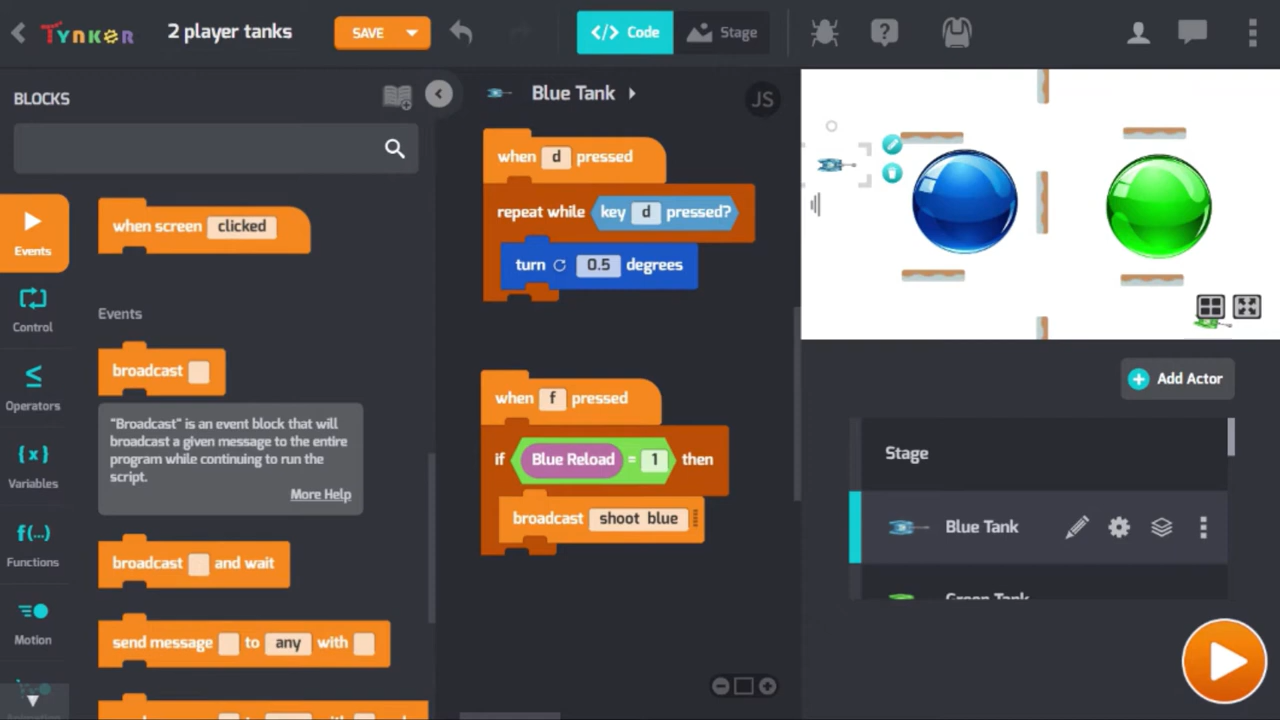 TYNKER
2 player tanks
SAVE
</> Code
Stage
BLOCKS
Blue Tank
JS
Events
Control
Operators
{x}
Variables
f(...)
Functions
Motion
when screen clicked
Events
broadcast
"Broadcast" is an event block that will
broadcast a given message to the entire
program while continuing to run the
script.
More Help
broadcast and wait
send message to any with
when d pressed
repeat while key d pressed?
turn 0.5 degrees
when f pressed
if Blue Reload = 1 then
broadcast shoot blue
Add Actor
Stage
Blue Tank
Green Tank